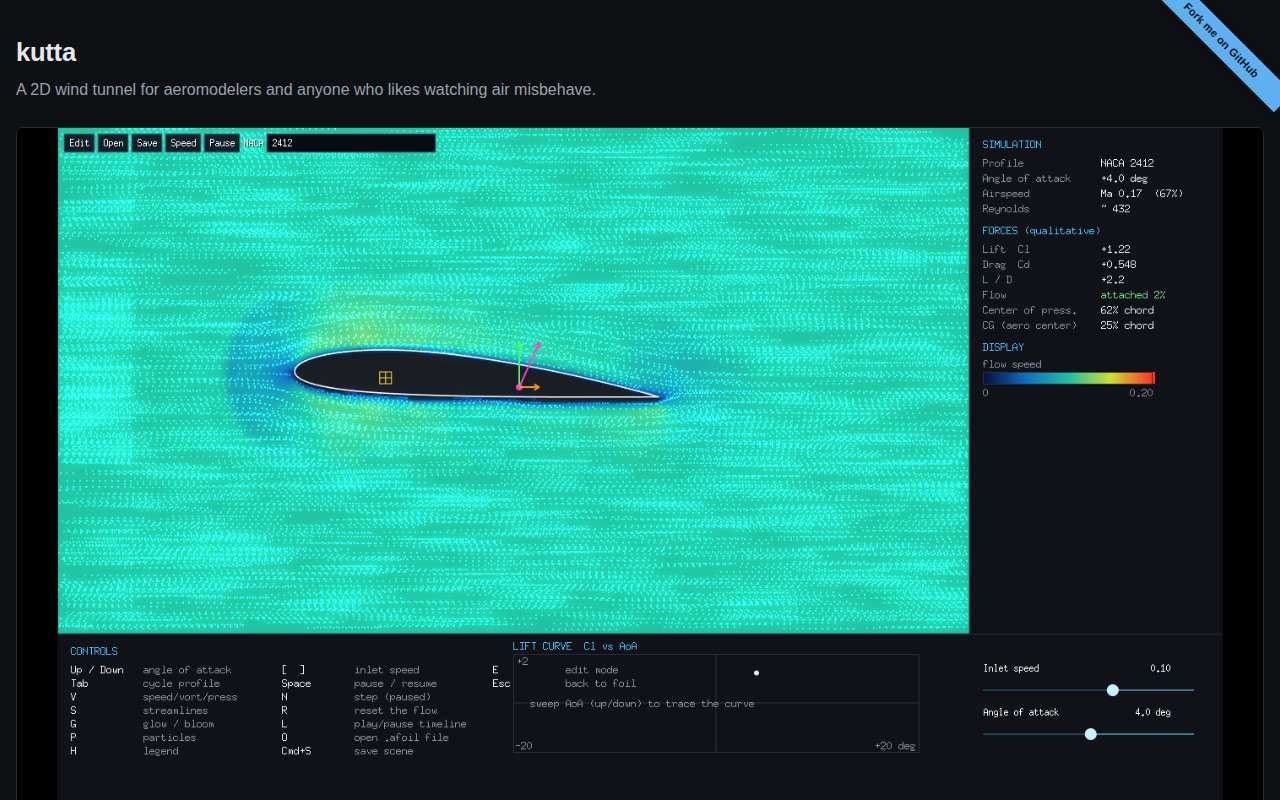 Fork me on GitHub
kutta
A 2D wind tunnel for aeromodelers and anyone who likes watching air misbehave.
Edit Open Save Speed Pause NACA 2412
SIMULATION
Profile NACA 2412
Angle of attack +4.0 deg
Airspeed Ma 0.17 (67%)
Reynolds ~ 432
FORCES (qualitative)
Lift Cl +1.22
Drag Cd +0.548
L / D +2.2
Flow attached 2%
Center of press. 62% chord
CG (aero center) 25% chord
DISPLAY
flow speed
0 0.20
CONTROLS
Up / Down angle of attack [ ] inlet speed E edit mode
Tab cycle profile Space pause / resume Esc back to foil
V speed/vort/press N step (paused)
S streamlines R reset the flow
G glow / bloom L play/pause timeline
P particles O open .afoil file
H legend Cmd+S save scene
LIFT CURVE Cl vs AoA
+2
sweep AoA (up/down) to trace the curve
-20 +20 deg
Inlet speed 0.10
Angle of attack 4.0 deg